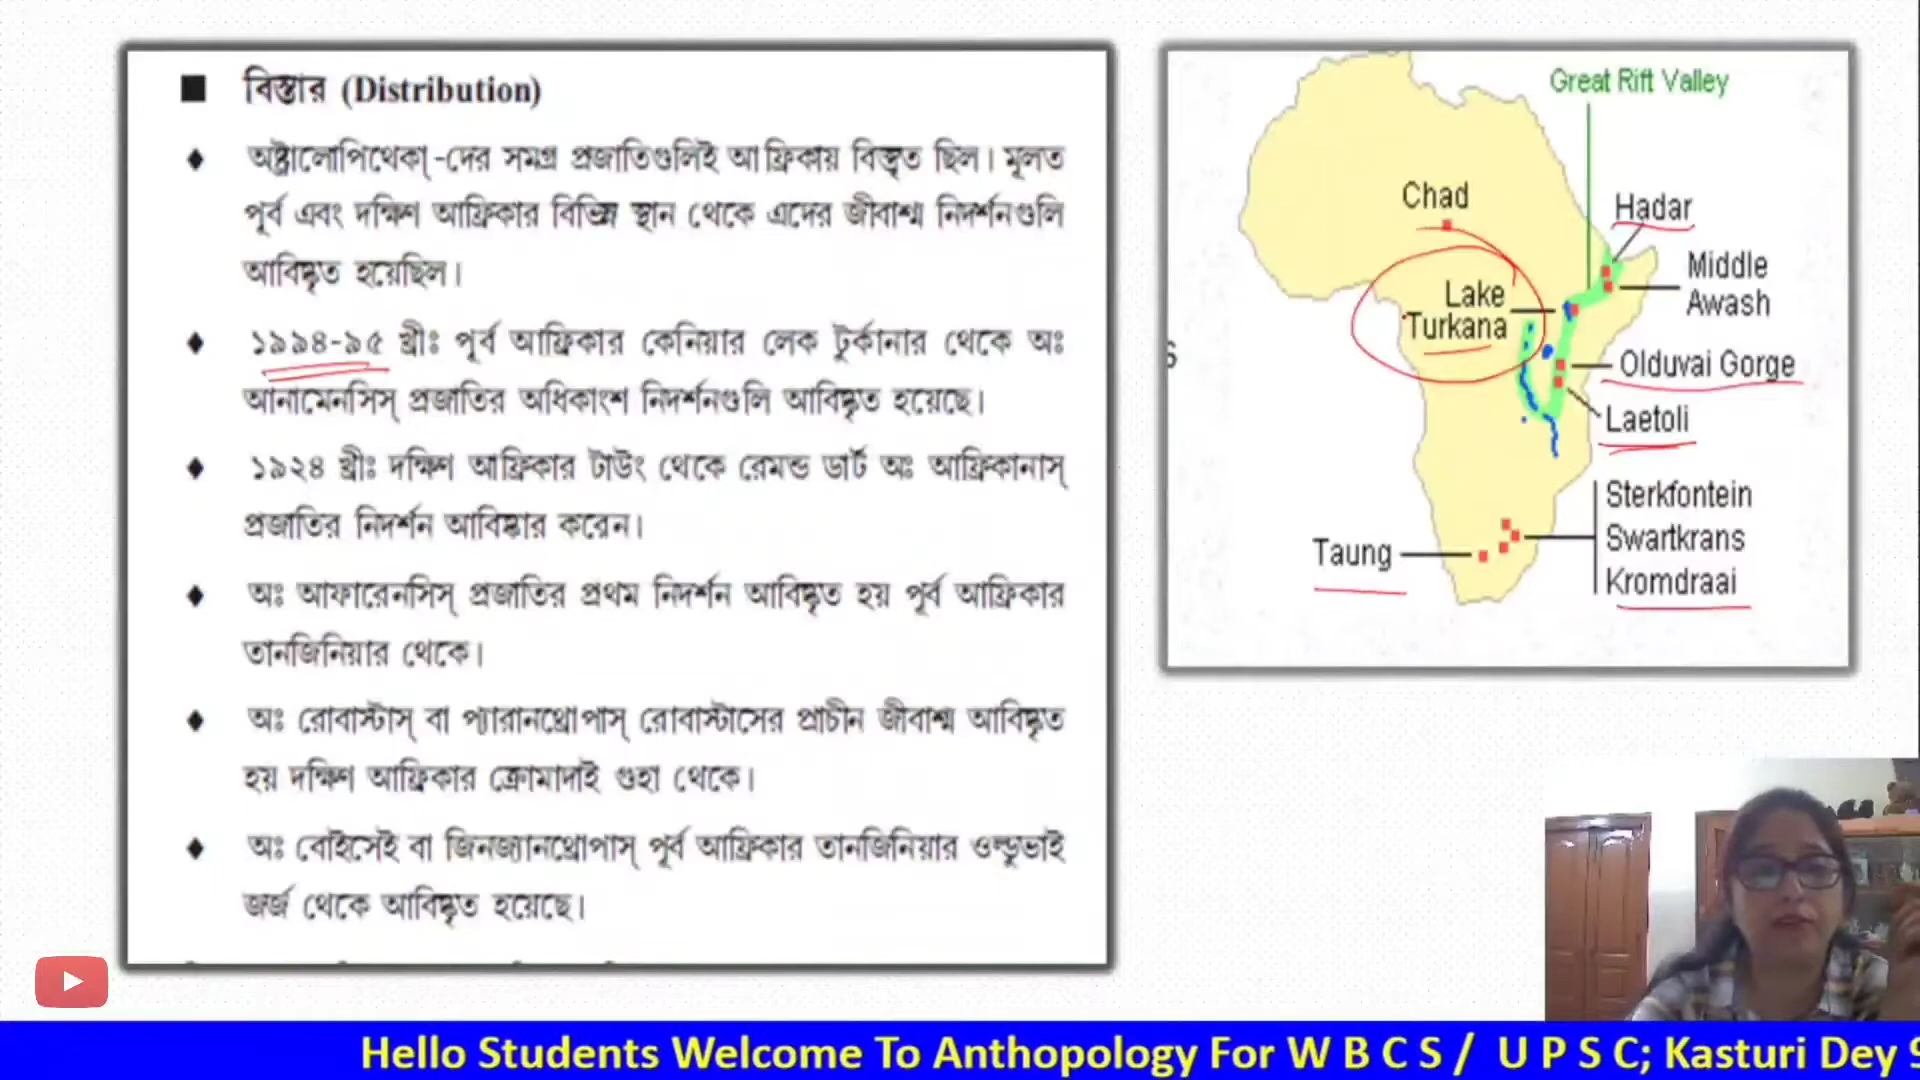 বিস্তার (Distribution)
অষ্ট্রালোপিথেকা্-দের সমগ্র প্রজাতিগুলিই আফ্রিকায় বিস্তৃত ছিল। মূলত
পূর্ব এবং দক্ষিণ আফ্রিকার বিভিন্ন স্থান থেকে এদের জীবাশ্ম নিদর্শনগুলি
আবিষ্কৃত হয়েছিল।
১৯৯৪-৯৫ খ্রীঃ পূর্ব আফ্রিকার কেনিয়ার লেক টুর্কানার থেকে অঃ
আনামেনসিস্ প্রজাতির অধিকাংশ নিদর্শনগুলি আবিষ্কৃত হয়েছে।
১৯২৪ খ্রীঃ দক্ষিণ আফ্রিকার টাউং থেকে রেমন্ড ডার্ট অঃ আফ্রিকানাস্
প্রজাতির নিদর্শন আবিষ্কার করেন।
অঃ আফারেনসিস্ প্রজাতির প্রথম নিদর্শন আবিষ্কৃত হয় পূর্ব আফ্রিকার
তানজিনিয়ার থেকে।
অঃ রোবাস্টাস্ বা প্যারানথ্রোপাস্ রোবাস্টাসের প্রাচীন জীবাশ্ম আবিষ্কৃত
হয় দক্ষিণ আফ্রিকার ক্রোমাদাই গুহা থেকে।
অঃ বোইসেই বা জিনজ্যানথ্রোপাস্ পূর্ব আফ্রিকার তানজিনিয়ার ওল্ডুভাই
জর্জ থেকে আবিষ্কৃত হয়েছে।
Great Rift Valley
Chad
Hadar
Middle
Awash
Lake
Turkana
Olduvai Gorge
Laetoli
Sterkfontein
Swartkrans
Kromdraai
Taung
Hello Students Welcome To Anthopology For W B C S / U P S C; Kasturi Dey